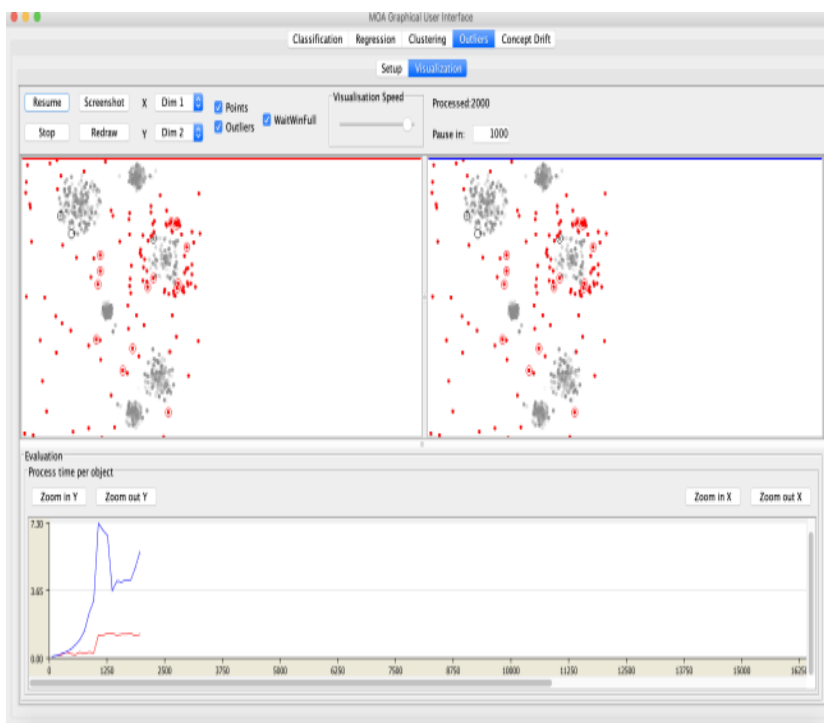 MOA Graphical User Interface
Classification Regression Clustering Outliers Concept Drift
Setup Visualization
Resume Screenshot X Dim 1 Points Visualisation Speed Processed:2000
Stop Redraw Y Dim 2 Outliers WaitWinFull Pause in: 1000
Evaluation
Process time per object
Zoom in Y Zoom out Y Zoom in X Zoom out X
7.30
3.65
0.00
0 1250 2500 3750 5000 6250 7500 8750 10000 11250 12500 13750 15000 16250